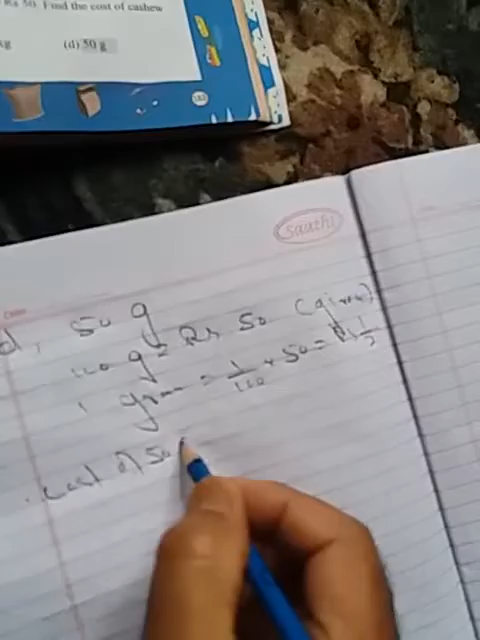 Rs 50. Find the cost of cashew
kg (d) 50 g
Saathi
d, 50 g
100 g = Rs 50 (given)
1 gram = 1/100 × 50 = 1/2
cost of 50